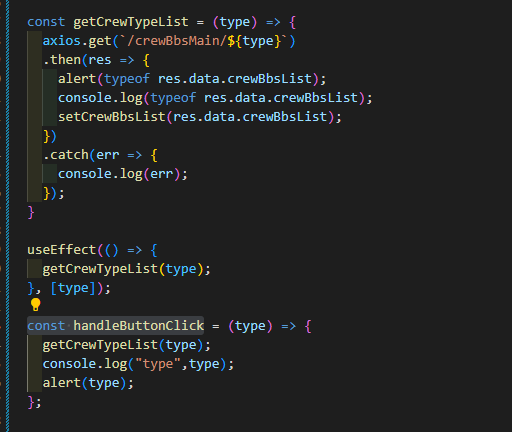 const getCrewTypeList = (type) => {
axios.get(`/crewBbsMain/${type}`)
.then(res => {
alert(typeof res.data.crewBbsList);
console.log(typeof res.data.crewBbsList);
setCrewBbsList(res.data.crewBbsList);
})
.catch(err => {
console.log(err);
});
}
useEffect(() => {
getCrewTypeList(type);
}, [type]);
const handleButtonClick = (type) => {
getCrewTypeList(type);
console.log("type",type);
alert(type);
};